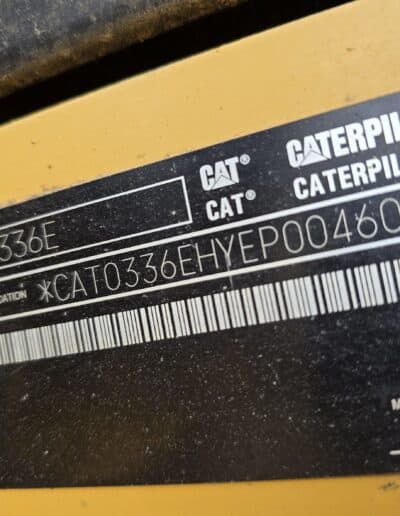 CAT® CATERPIL
CAT® CATERPIL
336E
CATION *CAT0336EHYEP00460
M